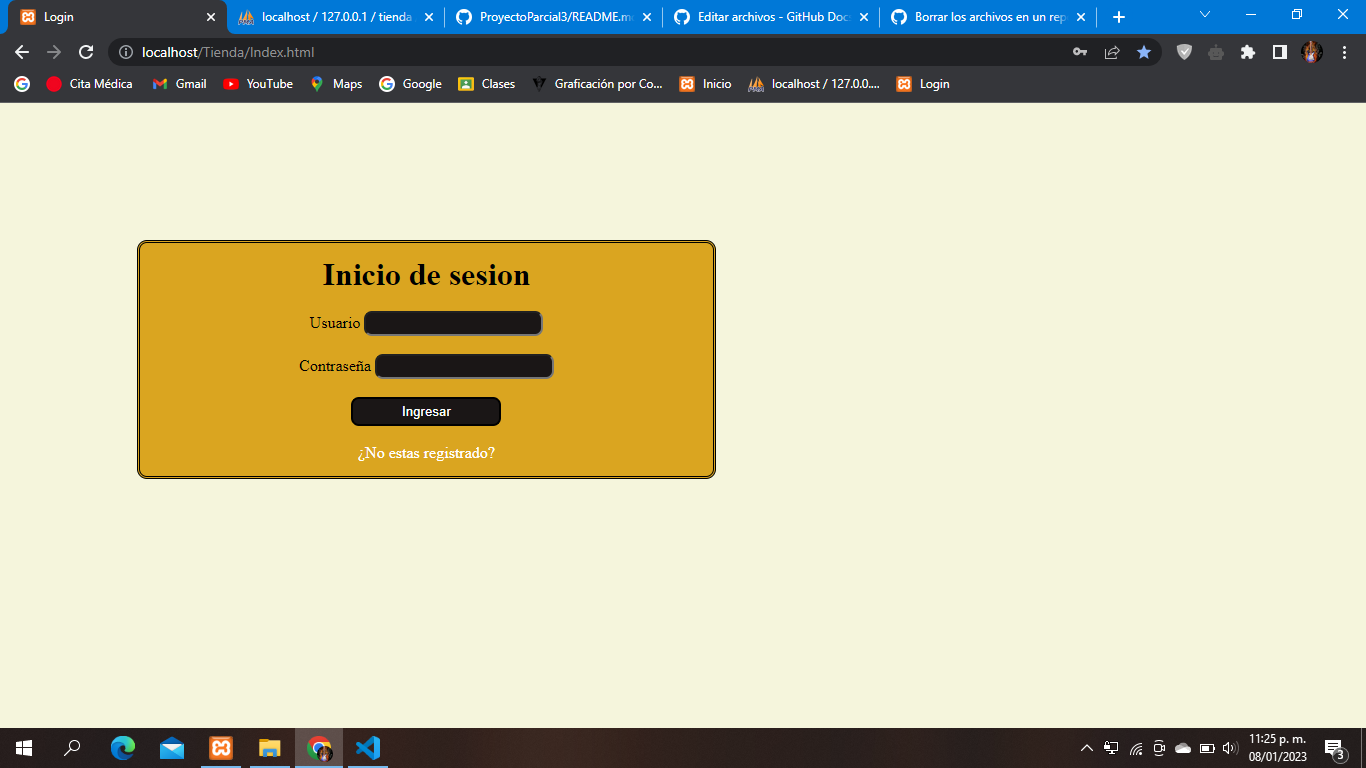 Login
localhost / 127.0.0.1 / tienda
ProyectoParcial3/README.m
Editar archivos - GitHub Doc
Borrar los archivos en un rep
localhost/Tienda/Index.html
Cita Médica
Gmail
YouTube
Maps
Google
Clases
Graficación por Co...
Inicio
localhost / 127.0.0....
Login
Inicio de sesion
Usuario
Contraseña
Ingresar
¿No estas registrado?
11:25 p. m.
08/01/2023
3